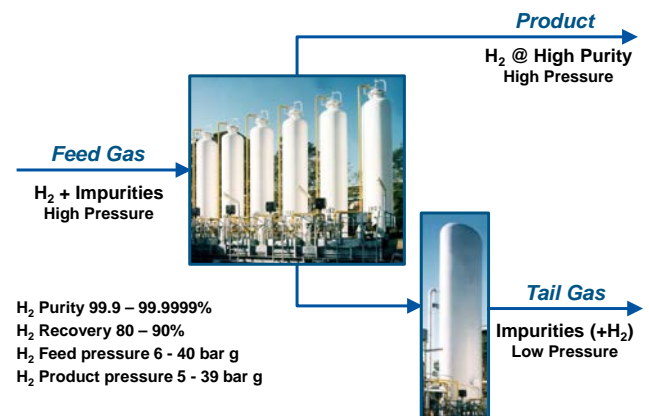 Product
H₂ @ High Purity
High Pressure
Feed Gas
H₂ + Impurities
High Pressure
Tail Gas
Impurities (+H₂)
Low Pressure
H₂ Purity 99.9 – 99.9999%
H₂ Recovery 80 – 90%
H₂ Feed pressure 6 - 40 bar g
H₂ Product pressure 5 - 39 bar g